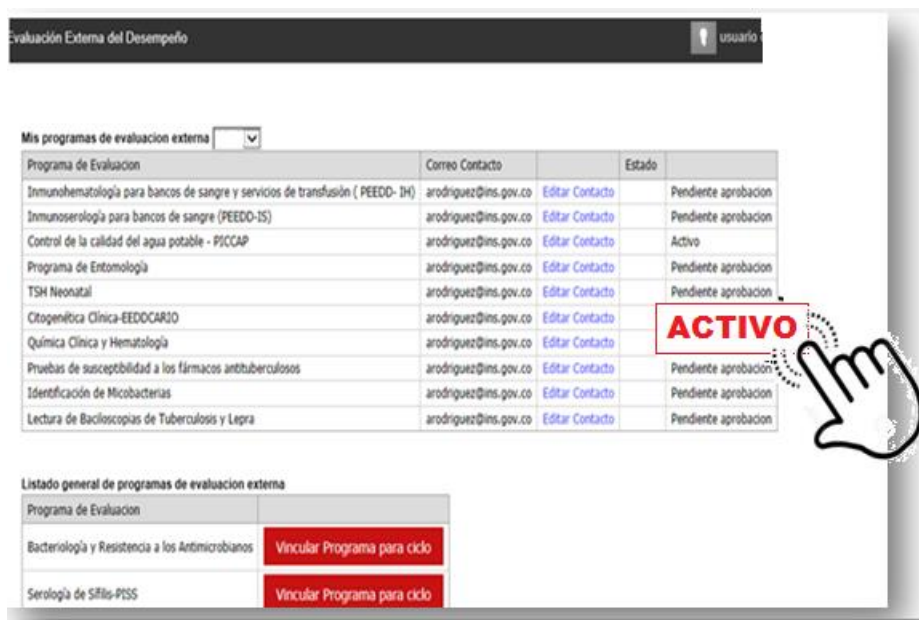 Evaluación Externa del Desempeño
usuario
Mis programas de evaluacion externa
Programa de Evaluacion Correo Contacto Estado
Inmunohematología para bancos de sangre y servicios de transfusión ( PEEDD- IH) arodriguez@ins.gov.co Editar Contacto Pendiente aprobacion
Inmunoserología para bancos de sangre (PEEDD-IS) arodriguez@ins.gov.co Editar Contacto Pendiente aprobacion
Control de la calidad del agua potable - PICCAP arodriguez@ins.gov.co Editar Contacto Activo
Programa de Entomología arodriguez@ins.gov.co Editar Contacto Pendiente aprobacion
TSH Neonatal arodriguez@ins.gov.co Editar Contacto Pendiente aprobacion
Citogenética Clínica-EEDDCARIO arodriguez@ins.gov.co Editar Contacto
ACTIVO
Química Clínica y Hematología arodriguez@ins.gov.co Editar Contacto
Pruebas de susceptibilidad a los fármacos antituberculosos arodriguez@ins.gov.co Editar Contacto Pendiente aprobacion
Identificación de Micobacterias arodriguez@ins.gov.co Editar Contacto Pendiente aprobacion
Lectura de Baciloscopias de Tuberculosis y Lepra arodriguez@ins.gov.co Editar Contacto Pendiente aprobacion
Listado general de programas de evaluacion externa
Programa de Evaluacion
Bacteriología y Resistencia a los Antimicrobianos Vincular Programa para ciclo
Serología de Sífilis-PISS Vincular Programa para ciclo